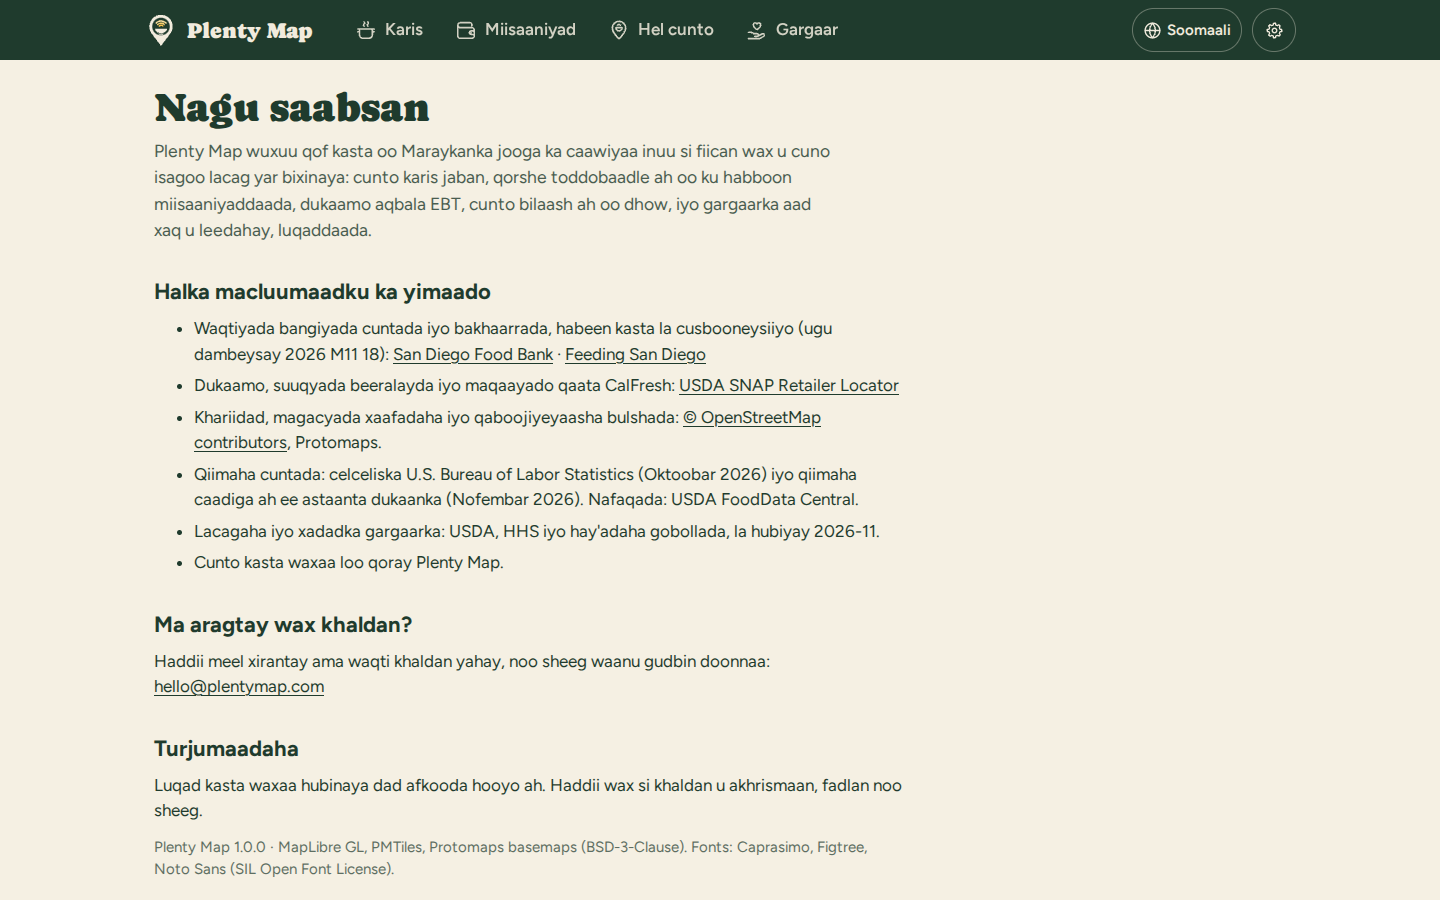 Plenty Map
Karis
Miisaaniyad
Hel cunto
Gargaar
Soomaali
Nagu saabsan
Plenty Map wuxuu qof kasta oo Maraykanka jooga ka caawiyaa inuu si fiican wax u cuno
isagoo lacag yar bixinaya: cunto karis jaban, qorshe toddobaadle ah oo ku habboon
miisaaniyaddaada, dukaamo aqbala EBT, cunto bilaash ah oo dhow, iyo gargaarka aad
xaq u leedahay, luqaddaada.
Halka macluumaadku ka yimaado
• Waqtiyada bangiyada cuntada iyo bakhaarrada, habeen kasta la cusbooneysiiyo (ugu
dambeysay 2026 M11 18): San Diego Food Bank · Feeding San Diego
• Dukaamo, suuqyada beeralayda iyo maqaayado qaata CalFresh: USDA SNAP Retailer Locator
• Khariidad, magacyada xaafadaha iyo qaboojiyeyaasha bulshada: © OpenStreetMap
contributors, Protomaps.
• Qiimaha cuntada: celceliska U.S. Bureau of Labor Statistics (Oktoobar 2026) iyo qiimaha
caadiga ah ee astaanta dukaanka (Nofembar 2026). Nafaqada: USDA FoodData Central.
• Lacagaha iyo xadadka gargaarka: USDA, HHS iyo hay'adaha gobollada, la hubiyay 2026-11.
• Cunto kasta waxaa loo qoray Plenty Map.
Ma aragtay wax khaldan?
Haddii meel xirantay ama waqti khaldan yahay, noo sheeg waanu gudbin doonnaa:
hello@plentymap.com
Turjumaadaha
Luqad kasta waxaa hubinaya dad afkooda hooyo ah. Haddii wax si khaldan u akhrismaan, fadlan noo
sheeg.
Plenty Map 1.0.0 · MapLibre GL, PMTiles, Protomaps basemaps (BSD-3-Clause). Fonts: Caprasimo, Figtree,
Noto Sans (SIL Open Font License).